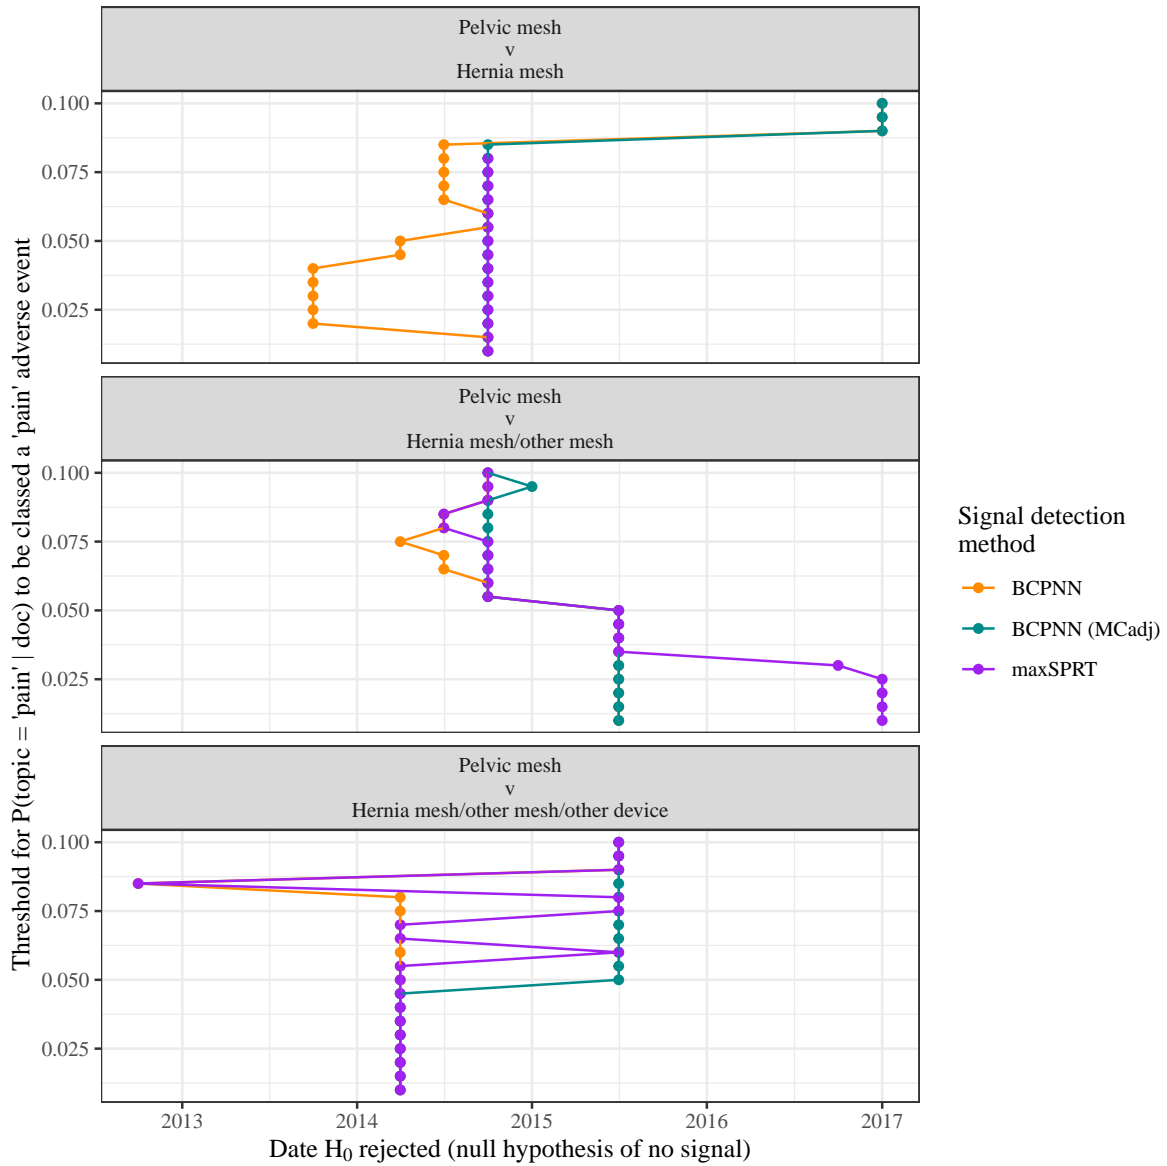 Pelvic mesh
v
Hernia mesh
0.100
0.075
0.050
0.025
Pelvic mesh
v
Hernia mesh/other mesh
0.100
0.075
0.050
0.025
Pelvic mesh
v
Hernia mesh/other mesh/other device
0.100
0.075
0.050
0.025
2013 2014 2015 2016 2017
Date H₀ rejected (null hypothesis of no signal)
Threshold for P(topic = 'pain' | doc) to be classed a 'pain' adverse event
Signal detection
method
BCPNN
BCPNN (MCadj)
maxSPRT